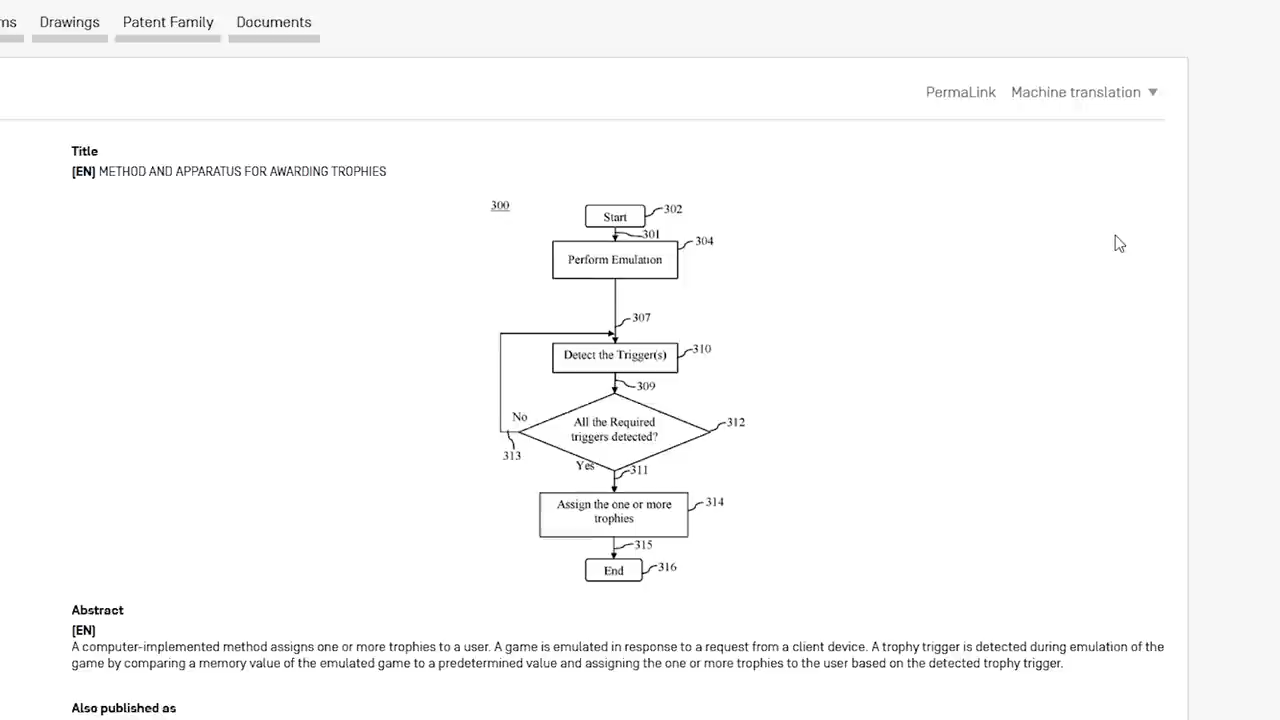 Drawings Patent Family Documents
PermaLink Machine translation
Title
[EN] METHOD AND APPARATUS FOR AWARDING TROPHIES
300
Start
302
301
304
Perform Emulation
307
Detect the Trigger(s)
310
309
No
All the Required
triggers detected?
312
313
Yes
311
Assign the one or more
trophies
314
315
End
316
Abstract
[EN]
A computer-implemented method assigns one or more trophies to a user. A game is emulated in response to a request from a client device. A trophy trigger is detected during emulation of the
game by comparing a memory value of the emulated game to a predetermined value and assigning the one or more trophies to the user based on the detected trophy trigger.
Also published as